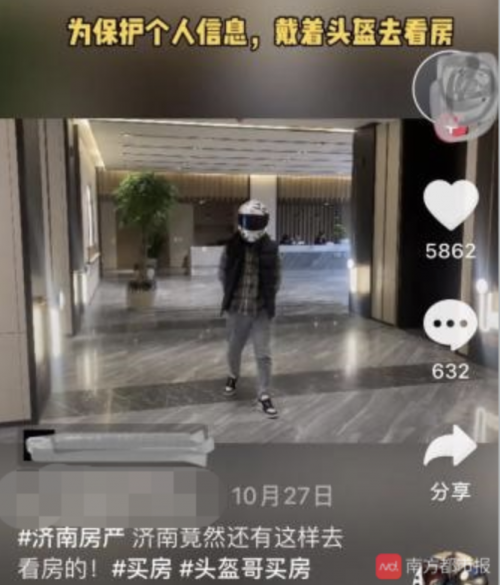 为保护个人信息，戴着头盔去看房
5862
632
分享
10月27日
#济南房产 济南竟然还有这样去
看房的！#买房 #头盔哥买房
南方都市报